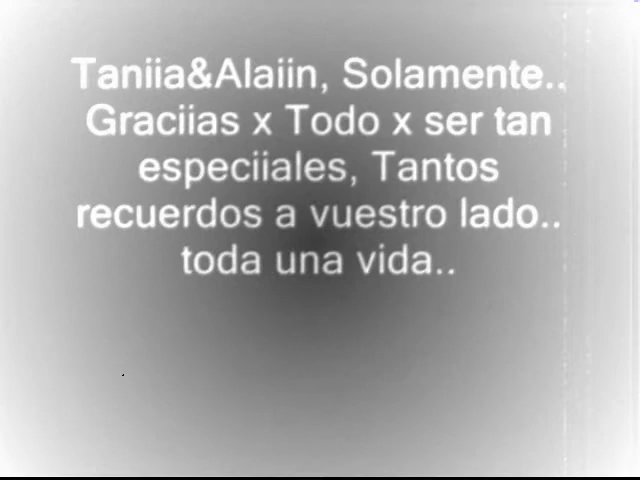 Taniia&Alaiin, Solamente..
Graciias x Todo x ser tan
especiiales, Tantos
recuerdos a vuestro lado..
toda una vida..